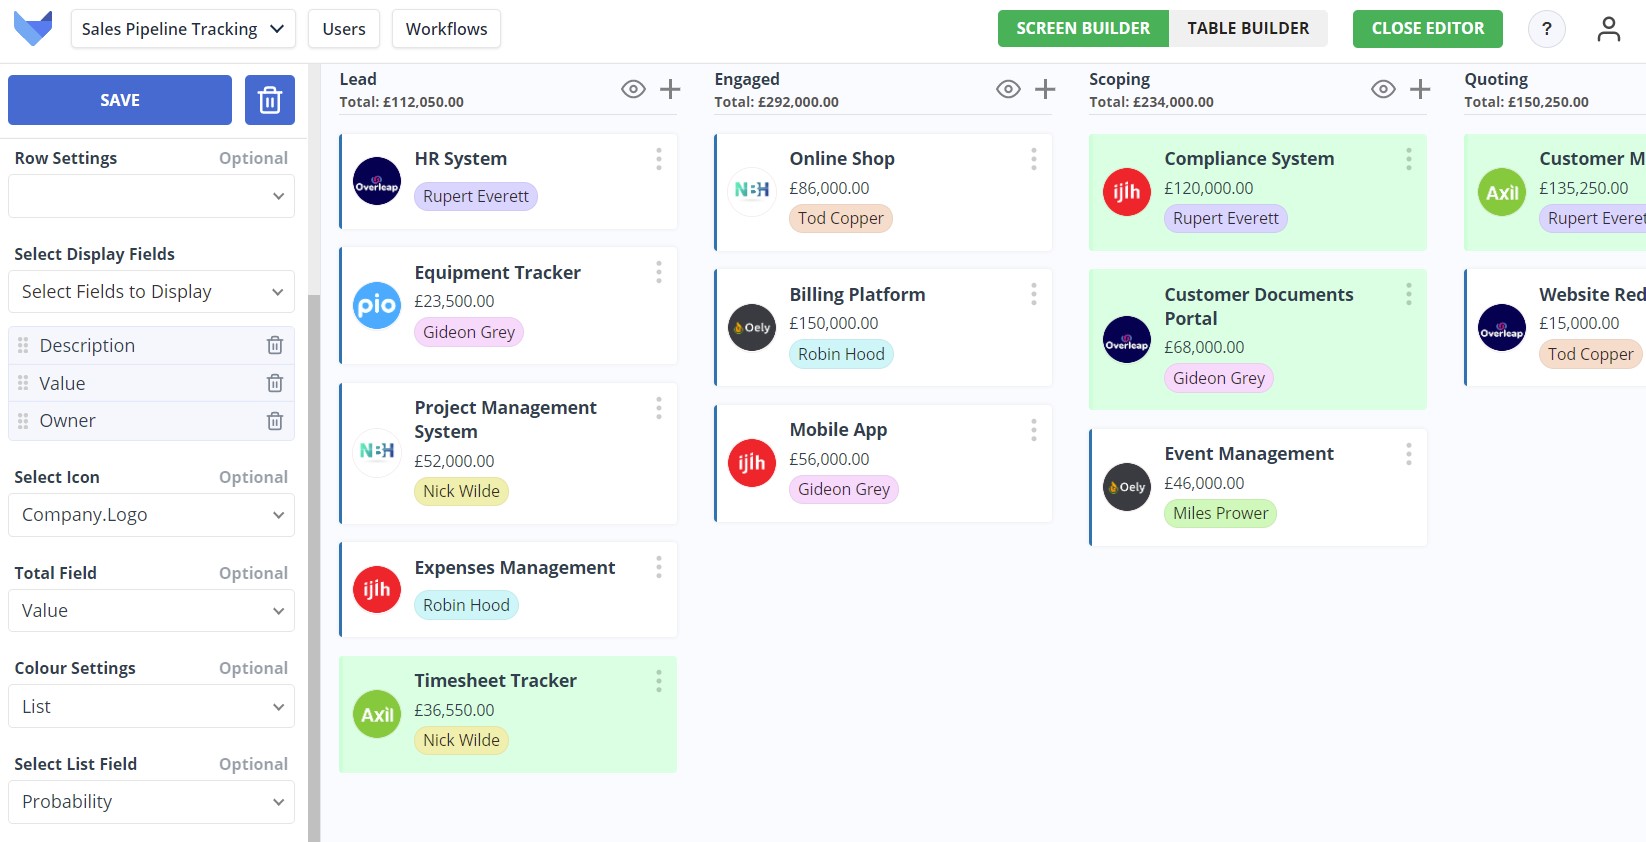 Sales Pipeline Tracking
Users
Workflows
SCREEN BUILDER
TABLE BUILDER
CLOSE EDITOR
?
SAVE
Row Settings Optional
Select Display Fields
Select Fields to Display
Description
Value
Owner
Select Icon Optional
Company.Logo
Total Field Optional
Value
Colour Settings Optional
List
Select List Field Optional
Probability
Lead
Total: £112,050.00
Overleap
HR System
Rupert Everett
pio
Equipment Tracker
£23,500.00
Gideon Grey
NBH
Project Management
System
£52,000.00
Nick Wilde
ijlh
Expenses Management
Robin Hood
Axil
Timesheet Tracker
£36,550.00
Nick Wilde
Engaged
Total: £292,000.00
NBH
Online Shop
£86,000.00
Tod Copper
Oely
Billing Platform
£150,000.00
Robin Hood
ijlh
Mobile App
£56,000.00
Gideon Grey
Scoping
Total: £234,000.00
ijlh
Compliance System
£120,000.00
Rupert Everett
Overleap
Customer Documents
Portal
£68,000.00
Gideon Grey
Oely
Event Management
£46,000.00
Miles Prower
Quoting
Total: £150,250.00
Axil
Customer M
£135,250.00
Rupert Everet
Overleap
Website Red
£15,000.00
Tod Copper